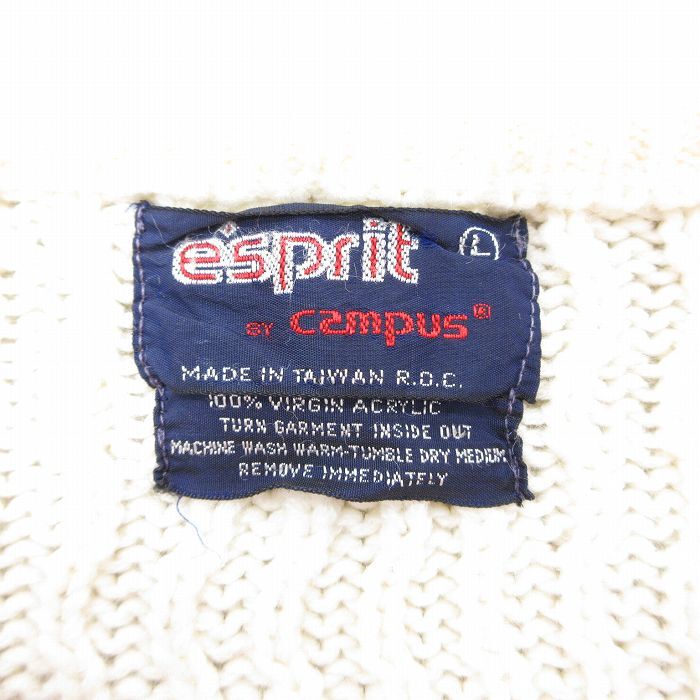 esprit L
BY campus®
MADE IN TAIWAN R.O.C.
100% VIRGIN ACRYLIC
TURN GARMENT INSIDE OUT
MACHINE WASH WARM-TUMBLE DRY MEDIUM
REMOVE IMMEDIATELY